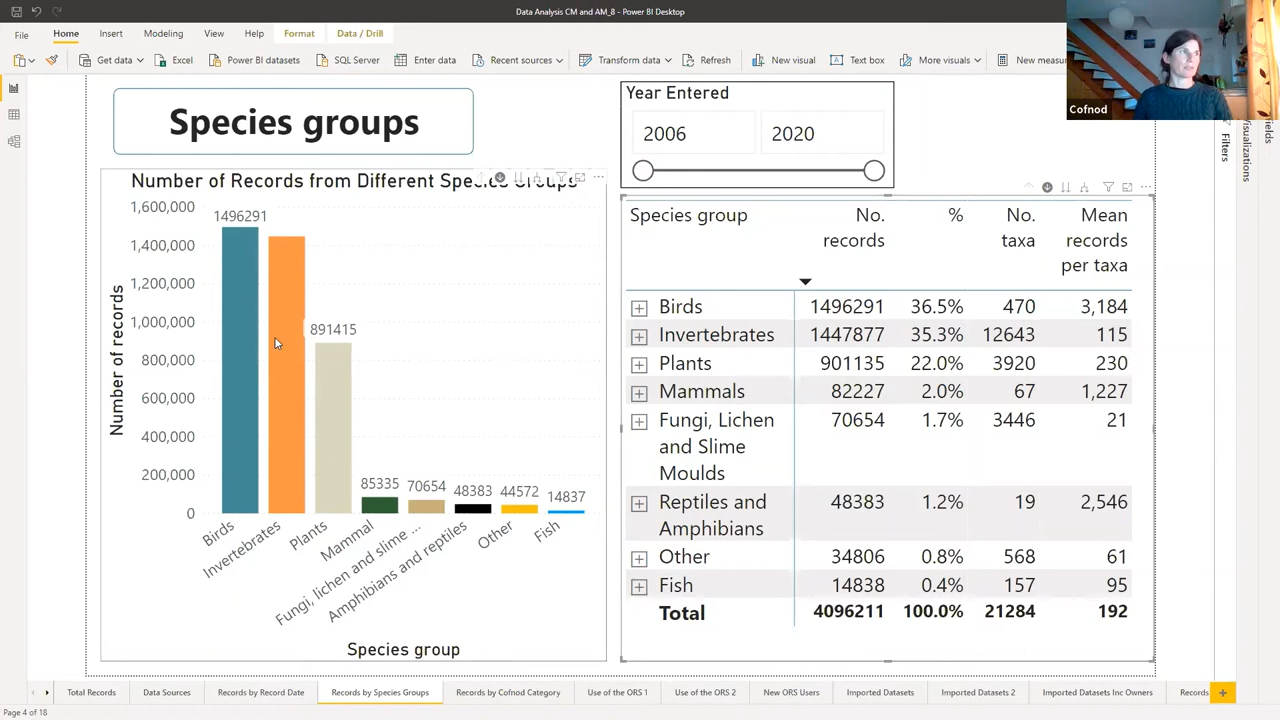 Data Analysis CM and AM_8 - Power BI Desktop
File Home Insert Modeling View Help Format Data / Drill
Get data Excel Power BI datasets SQL Server Enter data Recent sources Transform data Refresh New visual Text box More visuals New measu
Cofnod
Species groups
Year Entered
2006 2020
Filters
Visualizations
Fields
Number of Records from Different Species Groups
Number of records
1,600,000
1,400,000
1,200,000
1,000,000
800,000
600,000
400,000
200,000
0
1496291
891415
85335
70654
48383
44572
14837
Birds
Invertebrates
Plants
Mammal
Fungi, lichen and slime ...
Amphibians and reptiles
Other
Fish
Species group
Species group No. records % No. taxa Mean records per taxa
Birds 1496291 36.5% 470 3,184
Invertebrates 1447877 35.3% 12643 115
Plants 901135 22.0% 3920 230
Mammals 82227 2.0% 67 1,227
Fungi, Lichen and Slime Moulds 70654 1.7% 3446 21
Reptiles and Amphibians 48383 1.2% 19 2,546
Other 34806 0.8% 568 61
Fish 14838 0.4% 157 95
Total 4096211 100.0% 21284 192
Total Records Data Sources Records by Record Date Records by Species Groups Records by Cofnod Category Use of the ORS 1 Use of the ORS 2 New ORS Users Imported Datasets Imported Datasets 2 Imported Datasets Inc Owners Records
Page 4 of 18